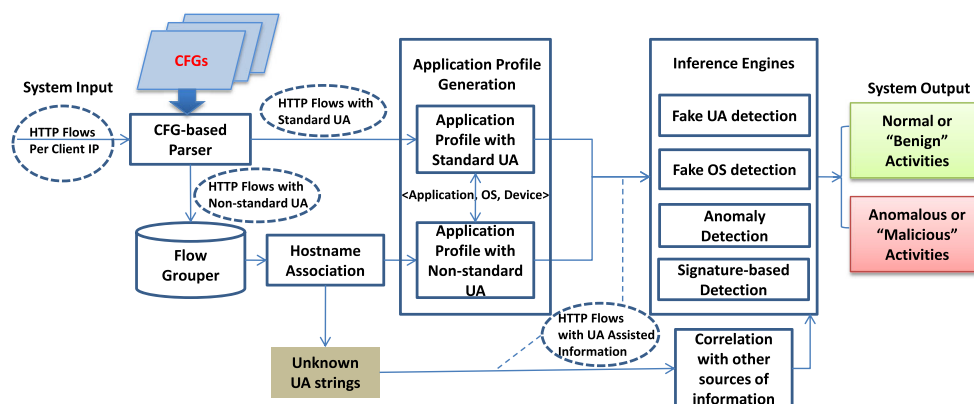 CFGs
System Input
HTTP Flows
Per Client IP
CFG-based
Parser
HTTP Flows with
Standard UA
HTTP Flows with
Non-standard UA
Flow
Grouper
Hostname
Association
Unknown
UA strings
Application Profile
Generation
Application
Profile with
Standard UA
<Application, OS, Device>
Application
Profile with
Non-standard
UA
HTTP Flows
with UA Assisted
Information
Inference Engines
Fake UA detection
Fake OS detection
Anomaly
Detection
Signature-based
Detection
Correlation
with other
sources of
information
System Output
Normal or
“Benign”
Activities
Anomalous or
“Malicious”
Activities